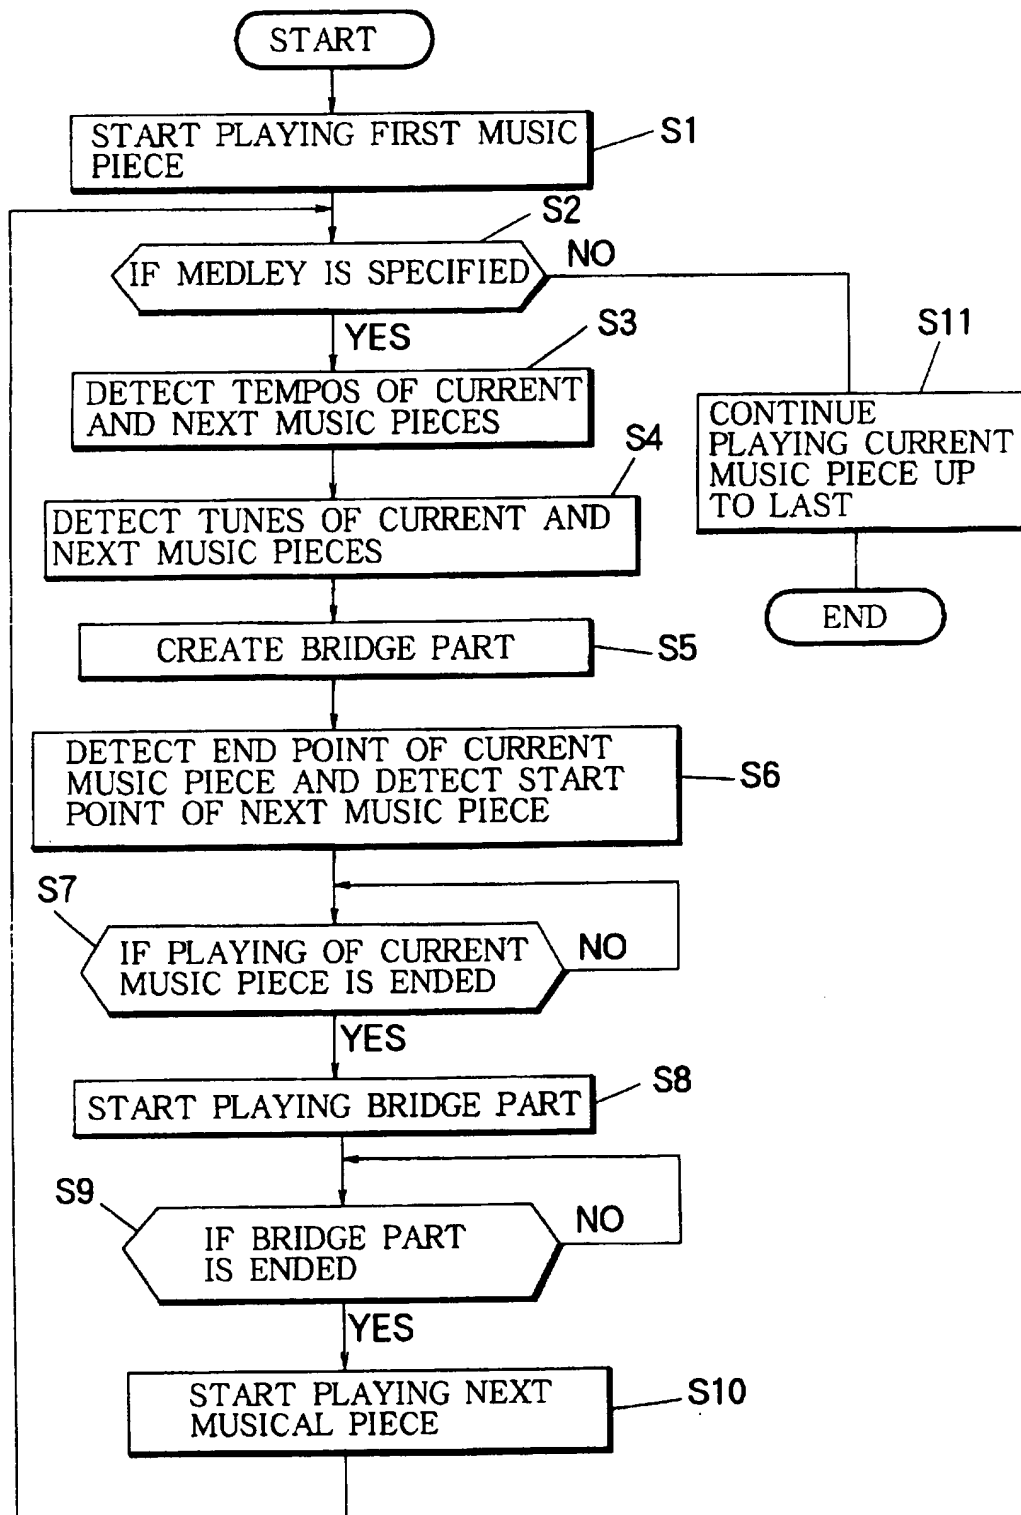 START
START PLAYING FIRST MUSIC
PIECE
S1
S2
IF MEDLEY IS SPECIFIED
NO
YES
S3
DETECT TEMPOS OF CURRENT
AND NEXT MUSIC PIECES
S11
CONTINUE
PLAYING CURRENT
MUSIC PIECE UP
TO LAST
END
S4
DETECT TUNES OF CURRENT AND
NEXT MUSIC PIECES
CREATE BRIDGE PART
S5
DETECT END POINT OF CURRENT
MUSIC PIECE AND DETECT START
POINT OF NEXT MUSIC PIECE
S6
S7
IF PLAYING OF CURRENT
MUSIC PIECE IS ENDED
NO
YES
S8
START PLAYING BRIDGE PART
S9
IF BRIDGE PART
IS ENDED
NO
YES
START PLAYING NEXT
MUSICAL PIECE
S10